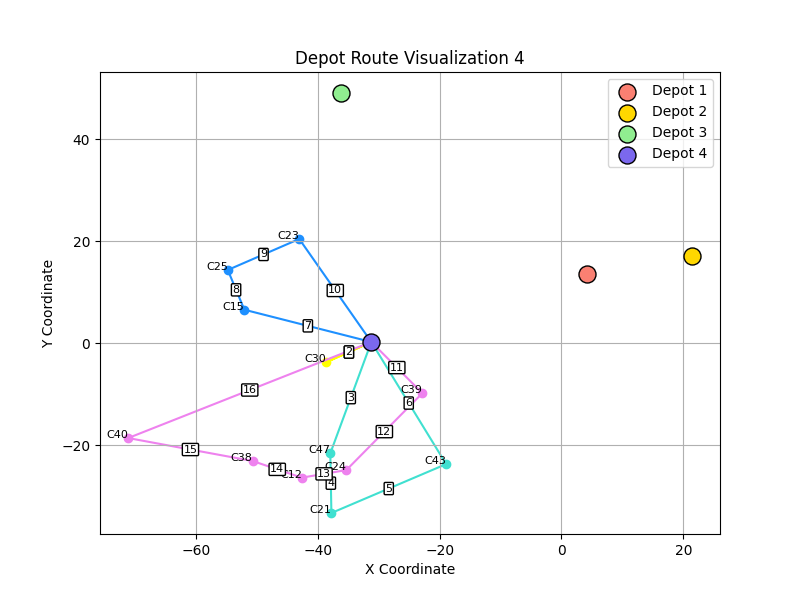 Depot Route Visualization 4
Depot 1
Depot 2
Depot 3
Depot 4
40
20
0
−20
Y Coordinate
C23
9
C25
8
10
C15
7
2
C30
11
16
3
C39
6
12
C40
15
C47
C38
14
C24
C43
13
C12
4
5
C21
−60
−40
−20
0
20
X Coordinate